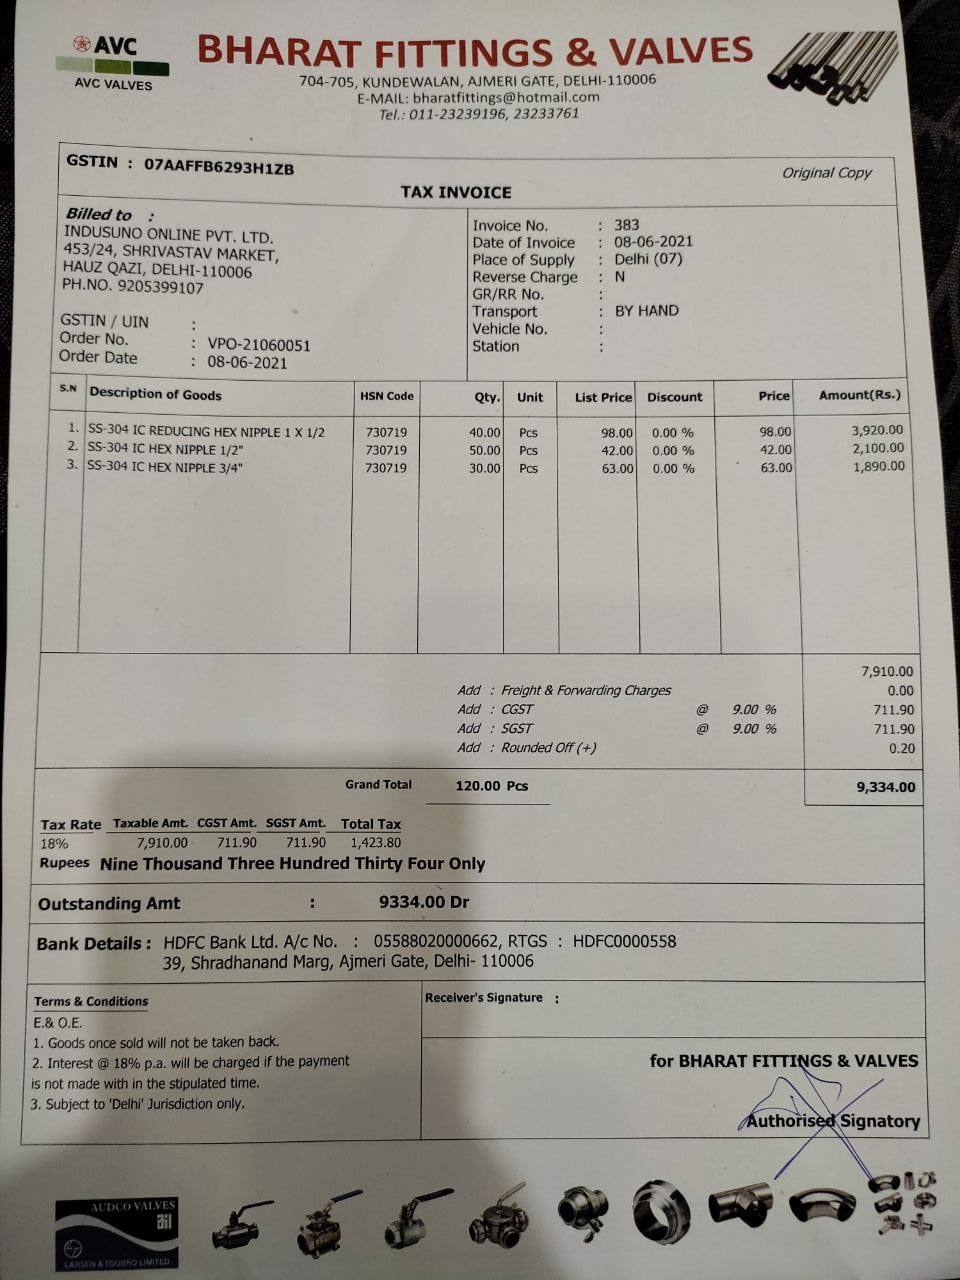 AVC
AVC VALVES
BHARAT FITTINGS & VALVES
704-705, KUNDEWALAN, AJMERI GATE, DELHI-110006
E-MAIL: bharatfittings@hotmail.com
Tel.: 011-23239196, 23233761
GSTIN : 07AAFFB6293H1ZB
Original Copy
TAX INVOICE
Billed to :
INDUSUNO ONLINE PVT. LTD.
453/24, SHRIVASTAV MARKET,
HAUZ QAZI, DELHI-110006
PH.NO. 9205399107
GSTIN / UIN :
Order No. : VPO-21060051
Order Date : 08-06-2021
Invoice No. : 383
Date of Invoice : 08-06-2021
Place of Supply : Delhi (07)
Reverse Charge : N
GR/RR No. :
Transport : BY HAND
Vehicle No. :
Station :
S.N Description of Goods HSN Code Qty. Unit List Price Discount Price Amount(Rs.)
1. SS-304 IC REDUCING HEX NIPPLE 1 X 1/2 730719 40.00 Pcs 98.00 0.00 % 98.00 3,920.00
2. SS-304 IC HEX NIPPLE 1/2" 730719 50.00 Pcs 42.00 0.00 % 42.00 2,100.00
3. SS-304 IC HEX NIPPLE 3/4" 730719 30.00 Pcs 63.00 0.00 % 63.00 1,890.00
7,910.00
Add : Freight & Forwarding Charges 0.00
Add : CGST @ 9.00 % 711.90
Add : SGST @ 9.00 % 711.90
Add : Rounded Off (+) 0.20
Grand Total 120.00 Pcs 9,334.00
Tax Rate Taxable Amt. CGST Amt. SGST Amt. Total Tax
18% 7,910.00 711.90 711.90 1,423.80
Rupees Nine Thousand Three Hundred Thirty Four Only
Outstanding Amt : 9334.00 Dr
Bank Details : HDFC Bank Ltd. A/c No. : 05588020000662, RTGS : HDFC0000558
39, Shradhanand Marg, Ajmeri Gate, Delhi- 110006
Terms & Conditions
E.& O.E.
1. Goods once sold will not be taken back.
2. Interest @ 18% p.a. will be charged if the payment
is not made with in the stipulated time.
3. Subject to 'Delhi' Jurisdiction only.
Receiver's Signature :
for BHARAT FITTINGS & VALVES
Authorised Signatory
AUDCO VALVES
LARSEN & TOUBRO LIMITED